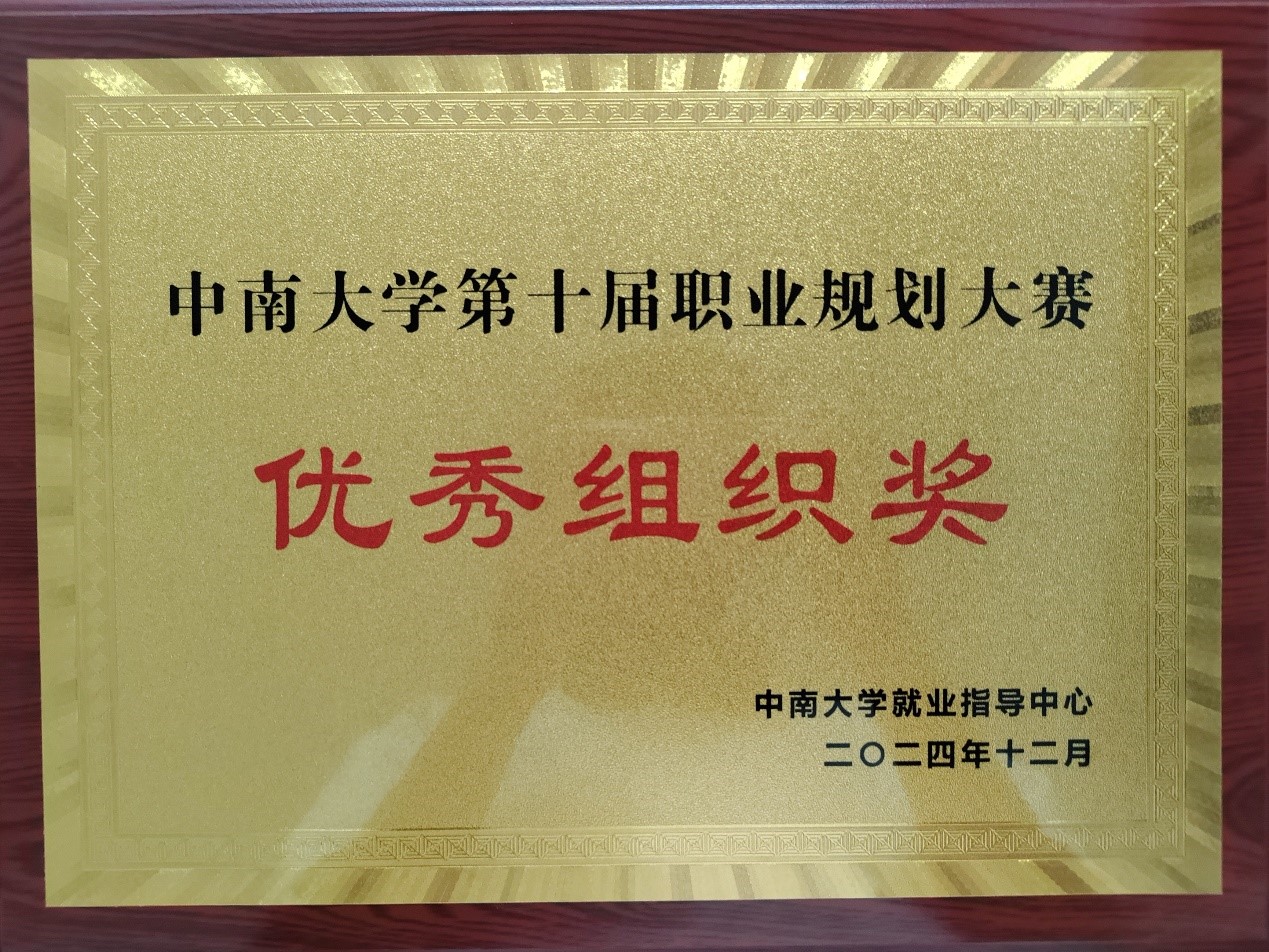 中南大学第十届职业规划大赛
优秀组织奖
中南大学就业指导中心
二〇二四年十二月